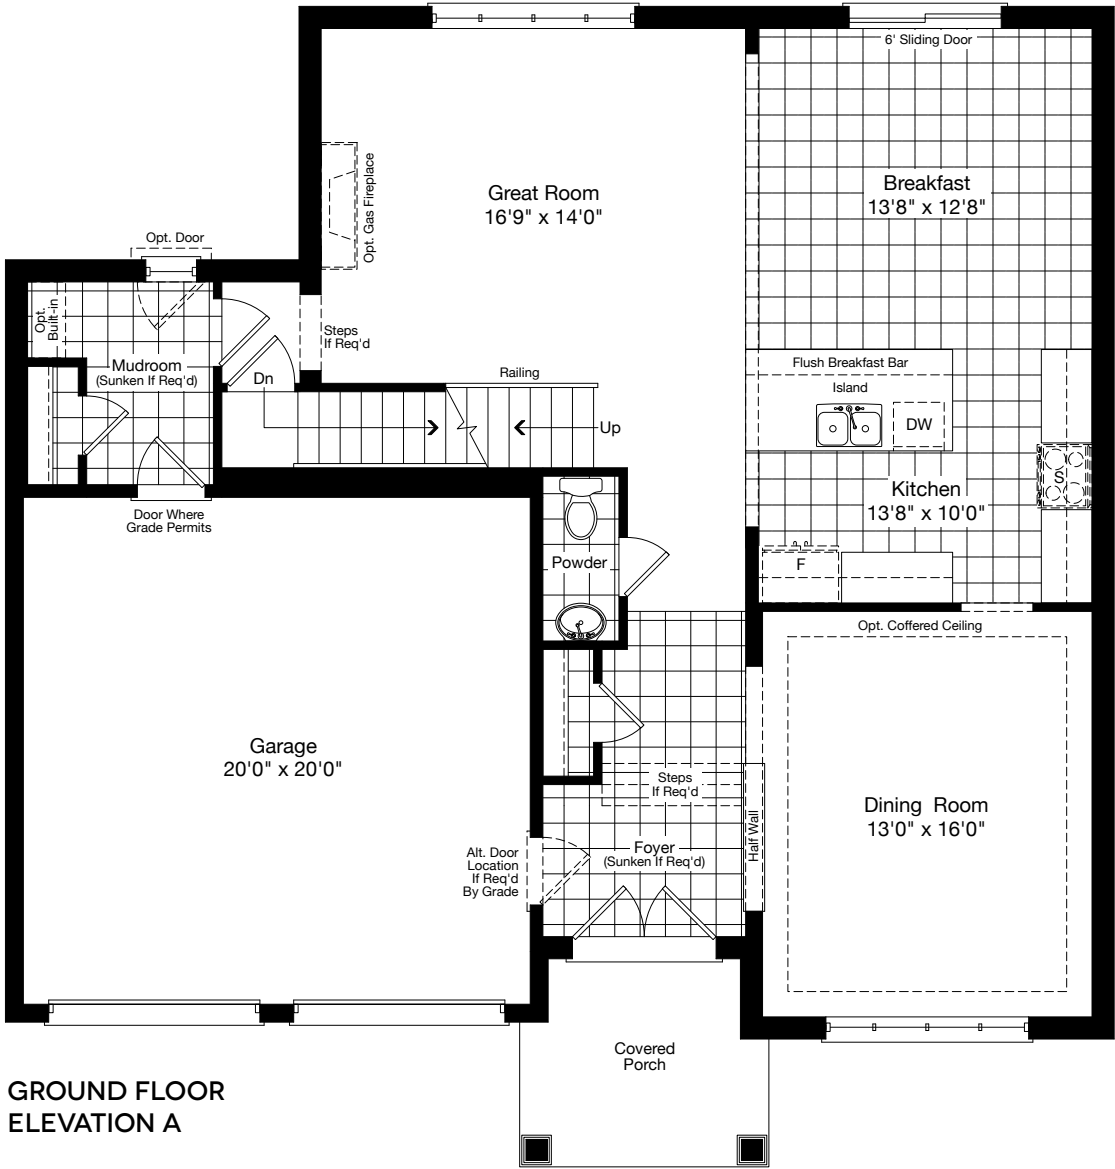 6' Sliding Door
Great Room
16'9" x 14'0"
Breakfast
13'8" x 12'8"
Opt. Gas Fireplace
Opt. Door
Opt.
Built-in
Steps
If Req'd
Mudroom
(Sunken If Req'd)
Dn
Railing
Up
Flush Breakfast Bar
Island
DW
S
Kitchen
13'8" x 10'0"
F
Door Where
Grade Permits
Powder
Opt. Coffered Ceiling
Garage
20'0" x 20'0"
Steps
If Req'd
Half Wall
Dining Room
13'0" x 16'0"
Foyer
(Sunken If Req'd)
Alt. Door
Location
If Req'd
By Grade
Covered
Porch
GROUND FLOOR
ELEVATION A